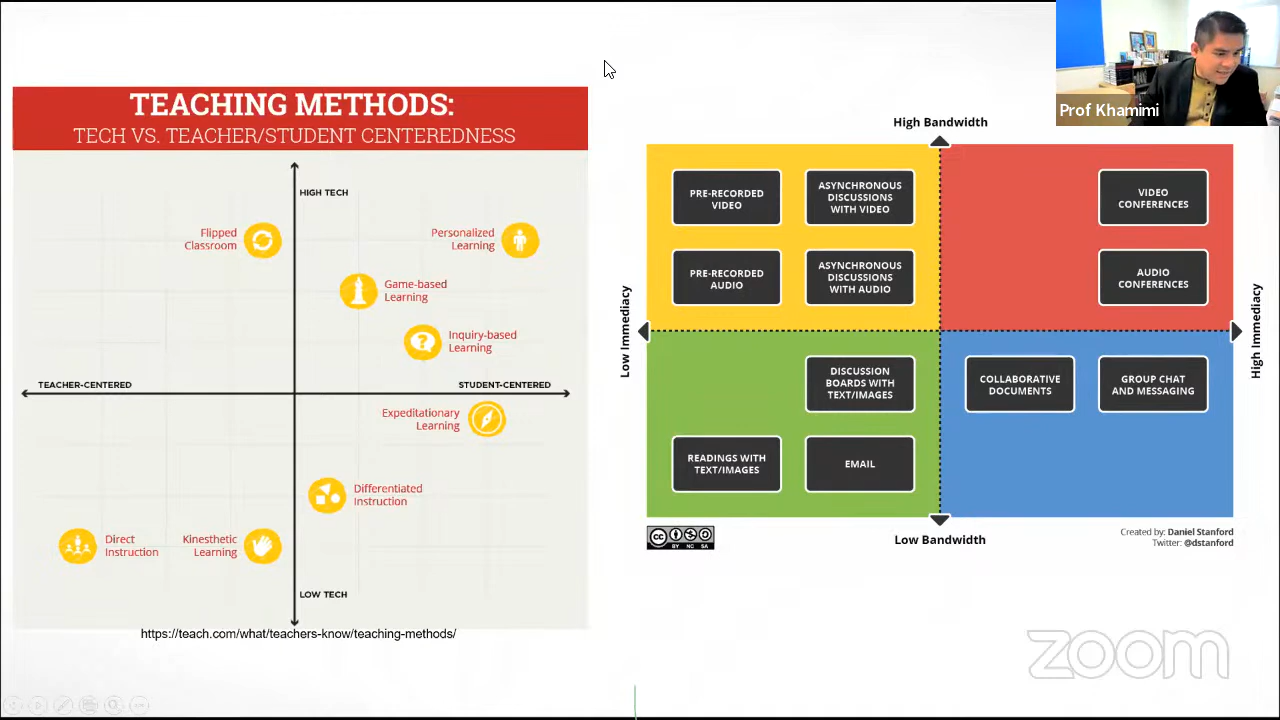 TEACHING METHODS:
TECH VS. TEACHER/STUDENT CENTEREDNESS
HIGH TECH
Flipped
Classroom
Personalized
Learning
Game-based
Learning
Inquiry-based
Learning
TEACHER-CENTERED
STUDENT-CENTERED
Expeditationary
Learning
Differentiated
Instruction
Direct
Instruction
Kinesthetic
Learning
LOW TECH
https://teach.com/what/teachers-know/teaching-methods/
Prof Khamimi
High Bandwidth
PRE-RECORDED
VIDEO
ASYNCHRONOUS
DISCUSSIONS
WITH VIDEO
VIDEO
CONFERENCES
PRE-RECORDED
AUDIO
ASYNCHRONOUS
DISCUSSIONS
WITH AUDIO
AUDIO
CONFERENCES
Low Immediacy
High Immediacy
DISCUSSION
BOARDS WITH
TEXT/IMAGES
COLLABORATIVE
DOCUMENTS
GROUP CHAT
AND MESSAGING
READINGS WITH
TEXT/IMAGES
EMAIL
cc
BY NC SA
Low Bandwidth
Created by: Daniel Stanford
Twitter: @dstanford
zoom